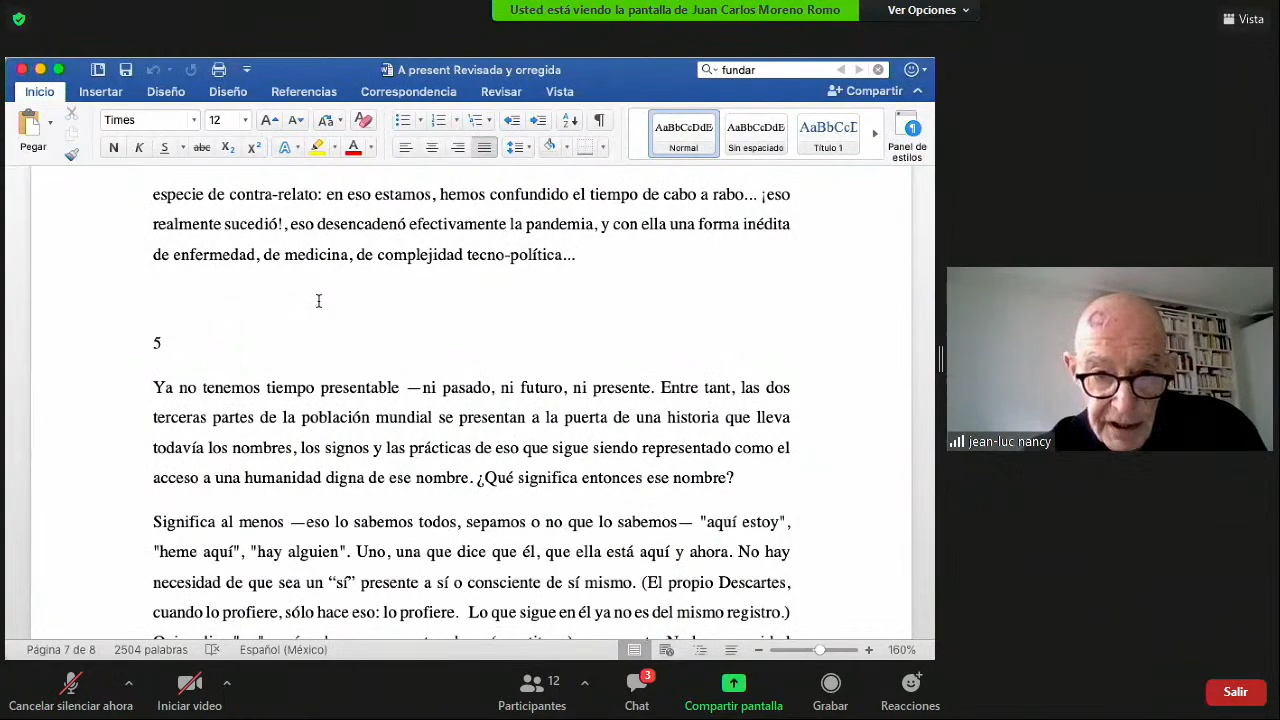 Usted está viendo la pantalla de Juan Carlos Moreno Romo
Ver Opciones
Vista
A present Revisada y orregida
fundar
Inicio
Insertar
Diseño
Diseño
Referencias
Correspondencia
Revisar
Vista
Compartir
Pegar
Times
12
N K S abc X₂ X²
A
A
AaBbCcDdE
AaBbCcDdE
AaBbCcD
Normal
Sin espaciado
Título 1
Panel de
estilos
especie de contra-relato: en eso estamos, hemos confundido el tiempo de cabo a rabo... ¡eso
realmente sucedió!, eso desencadenó efectivamente la pandemia, y con ella una forma inédita
de enfermedad, de medicina, de complejidad tecno-política...
5
Ya no tenemos tiempo presentable —ni pasado, ni futuro, ni presente. Entre tant, las dos
terceras partes de la población mundial se presentan a la puerta de una historia que lleva
todavía los nombres, los signos y las prácticas de eso que sigue siendo representado como el
acceso a una humanidad digna de ese nombre. ¿Qué significa entonces ese nombre?
Significa al menos —eso lo sabemos todos, sepamos o no que lo sabemos— "aquí estoy",
"heme aquí", "hay alguien". Uno, una que dice que él, que ella está aquí y ahora. No hay
necesidad de que sea un “sí” presente a sí o consciente de sí mismo. (El propio Descartes,
cuando lo profiere, sólo hace eso: lo profiere. Lo que sigue en él ya no es del mismo registro.)
jean-luc nancy
Página 7 de 8
2504 palabras
Español (México)
160%
Cancelar silenciar ahora
Iniciar video
12
Participantes
3
Chat
Compartir pantalla
Grabar
Reacciones
Salir